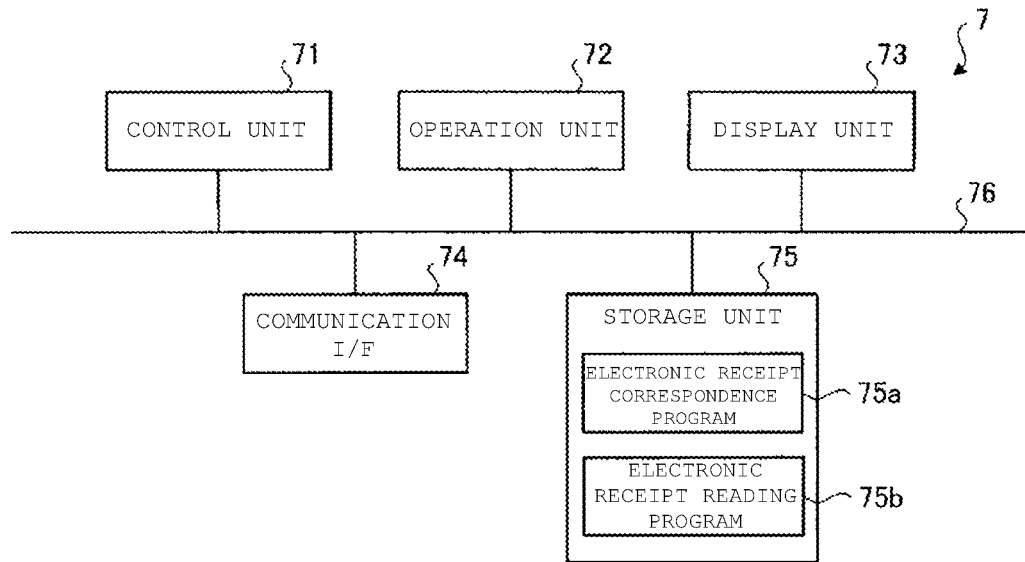 7
71
72
73
CONTROL UNIT
OPERATION UNIT
DISPLAY UNIT
76
74
75
COMMUNICATION
I/F
STORAGE UNIT
ELECTRONIC RECEIPT
CORRESPONDENCE
PROGRAM
75a
ELECTRONIC
RECEIPT READING
PROGRAM
75b